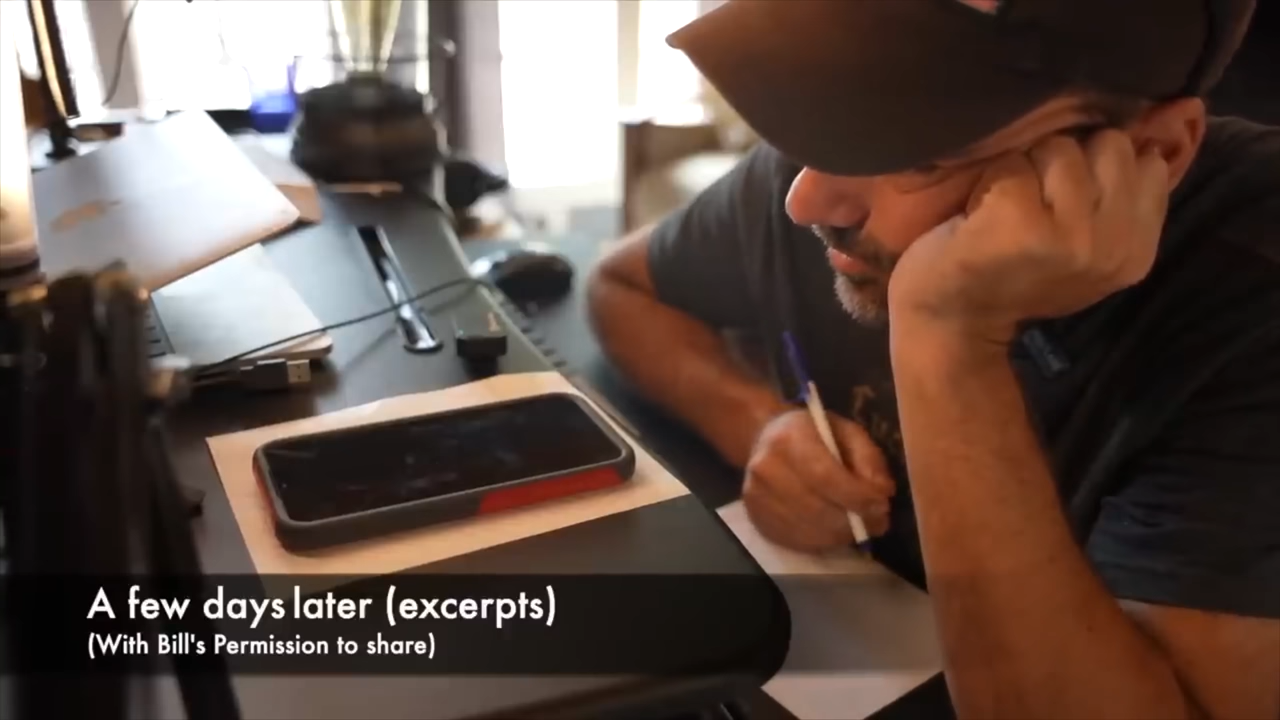 A few days later (excerpts)
(With Bill's Permission to share)